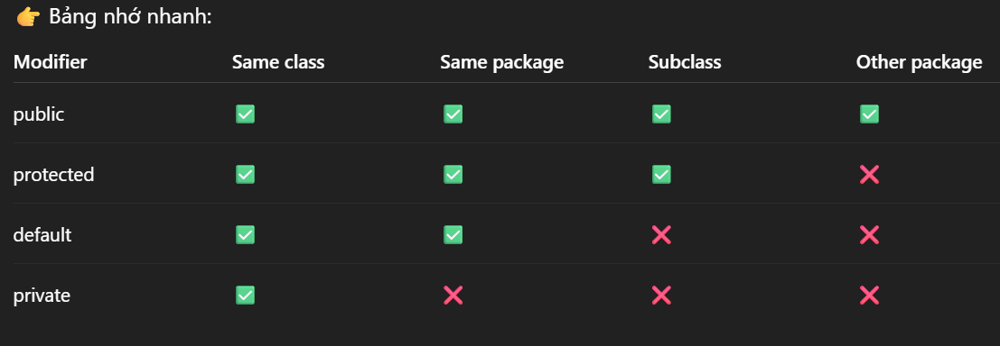 👉 Bảng nhớ nhanh:
Modifier Same class Same package Subclass Other package
public ✅ ✅ ✅ ✅
protected ✅ ✅ ✅ ❌
default ✅ ✅ ❌ ❌
private ✅ ❌ ❌ ❌